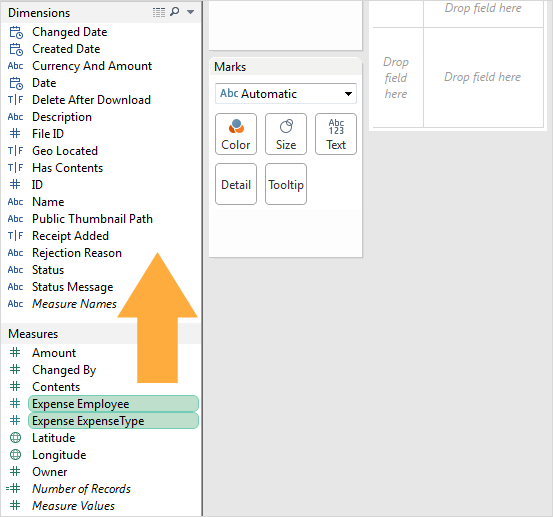 Dimensions
Changed Date
Created Date
Abc Currency And Amount
Date
T|F Delete After Download
Abc Description
# File ID
T|F Geo Located
T|F Has Contents
# ID
Abc Name
Abc Public Thumbnail Path
T|F Receipt Added
Abc Rejection Reason
Abc Status
Abc Status Message
Abc Measure Names
Measures
# Amount
# Changed By
# Contents
# Expense Employee
# Expense ExpenseType
Latitude
Longitude
# Owner
=# Number of Records
# Measure Values
Marks
Abc Automatic
Color
Size
Abc
123
Text
Detail
Tooltip
Drop field here
Drop
field
here
Drop field here